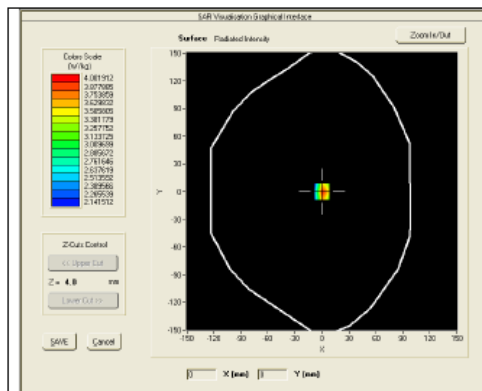 SAR Visualisation Graphical Interface
Surface Radiated Intensity
Zoom In/Out
Colors Scale
(W/kg)
4.001912
3.877885
3.753859
3.629832
3.505805
3.381779
3.257752
3.133725
3.009699
2.885672
2.761646
2.637619
2.513592
2.389566
2.265539
2.141512
Z-Cuts Control
<< Upper Cut
Z = 4.0 mm
Lower Cut >>
SAVE Cancel
150
120
90
60
30
0
-30
-60
-90
-120
-150
Y
-150 -120 -90 -60 -30 0 30 60 90 120 150
X
X (mm) Y (mm)